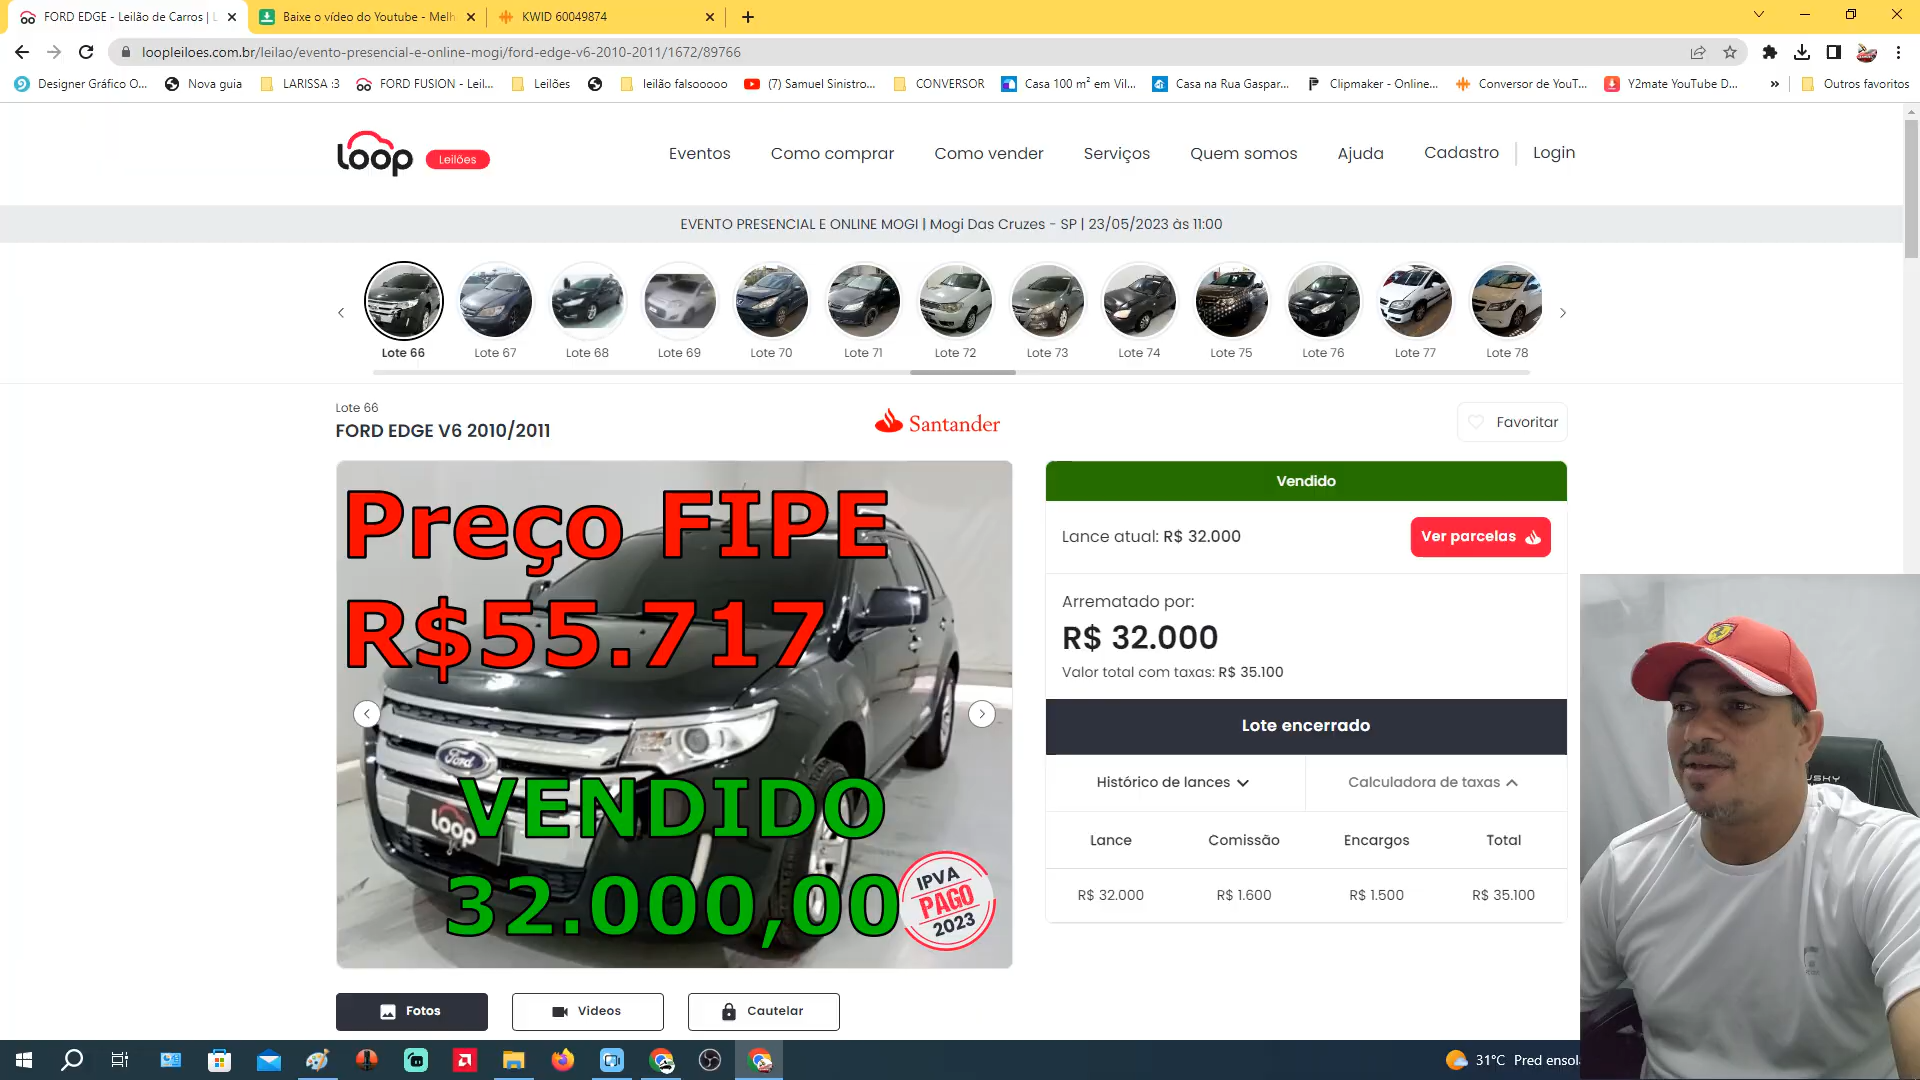 FORD EDGE - Leilão de Carros | L
Baixe o vídeo do Youtube - Melh
KWID 60049874
loopleiloes.com.br/leilao/evento-presencial-e-online-mogi/ford-edge-v6-2010-2011/1672/89766
Designer Gráfico O...
Nova guia
LARISSA :3
FORD FUSION - Leil...
Leilões
leilão falsooooo
(7) Samuel Sinistro...
CONVERSOR
Casa 100 m² em Vil...
Casa na Rua Gaspar...
Clipmaker - Online...
Conversor de YouT...
Y2mate YouTube D...
»
Outros favoritos
loop Leilões
Eventos
Como comprar
Como vender
Serviços
Quem somos
Ajuda
Cadastro
Login
EVENTO PRESENCIAL E ONLINE MOGI | Mogi Das Cruzes - SP | 23/05/2023 às 11:00
Lote 66
Lote 67
Lote 68
Lote 69
Lote 70
Lote 71
Lote 72
Lote 73
Lote 74
Lote 75
Lote 76
Lote 77
Lote 78
Lote 66
FORD EDGE V6 2010/2011
Santander
Favoritar
Preço FIPE
R$55.717
Ford
loop
VENDIDO
32.000,00
IPVA
PAGO
2023
Vendido
Lance atual: R$ 32.000
Ver parcelas
Arrematado por:
R$ 32.000
Valor total com taxas: R$ 35.100
Lote encerrado
Histórico de lances
Calculadora de taxas
Lance Comissão Encargos Total
R$ 32.000 R$ 1.600 R$ 1.500 R$ 35.100
Fotos
Videos
Cautelar
31°C Pred ensol